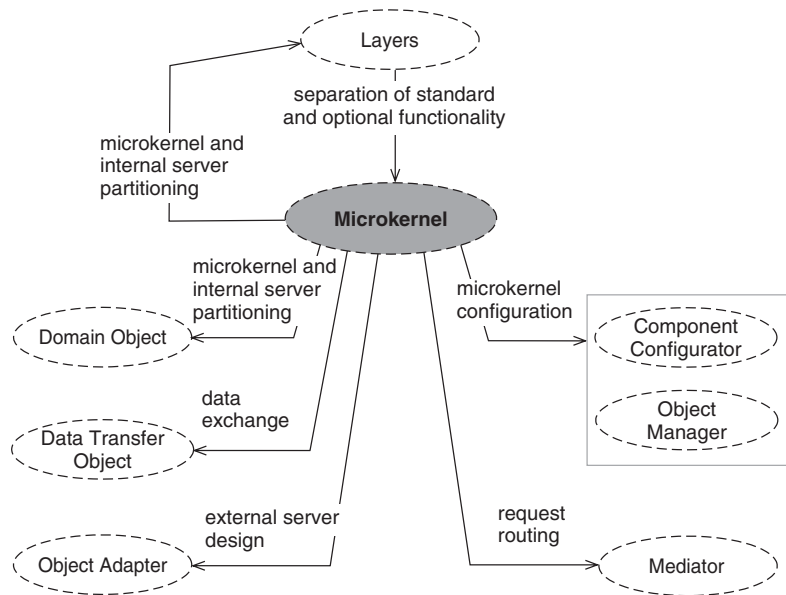 Layers
separation of standard
and optional functionality
microkernel and
internal server
partitioning
Microkernel
microkernel and
internal server
partitioning
microkernel
configuration
Domain Object
Component
Configurator
data
exchange
Object
Manager
Data Transfer
Object
external server
design
request
routing
Object Adapter
Mediator